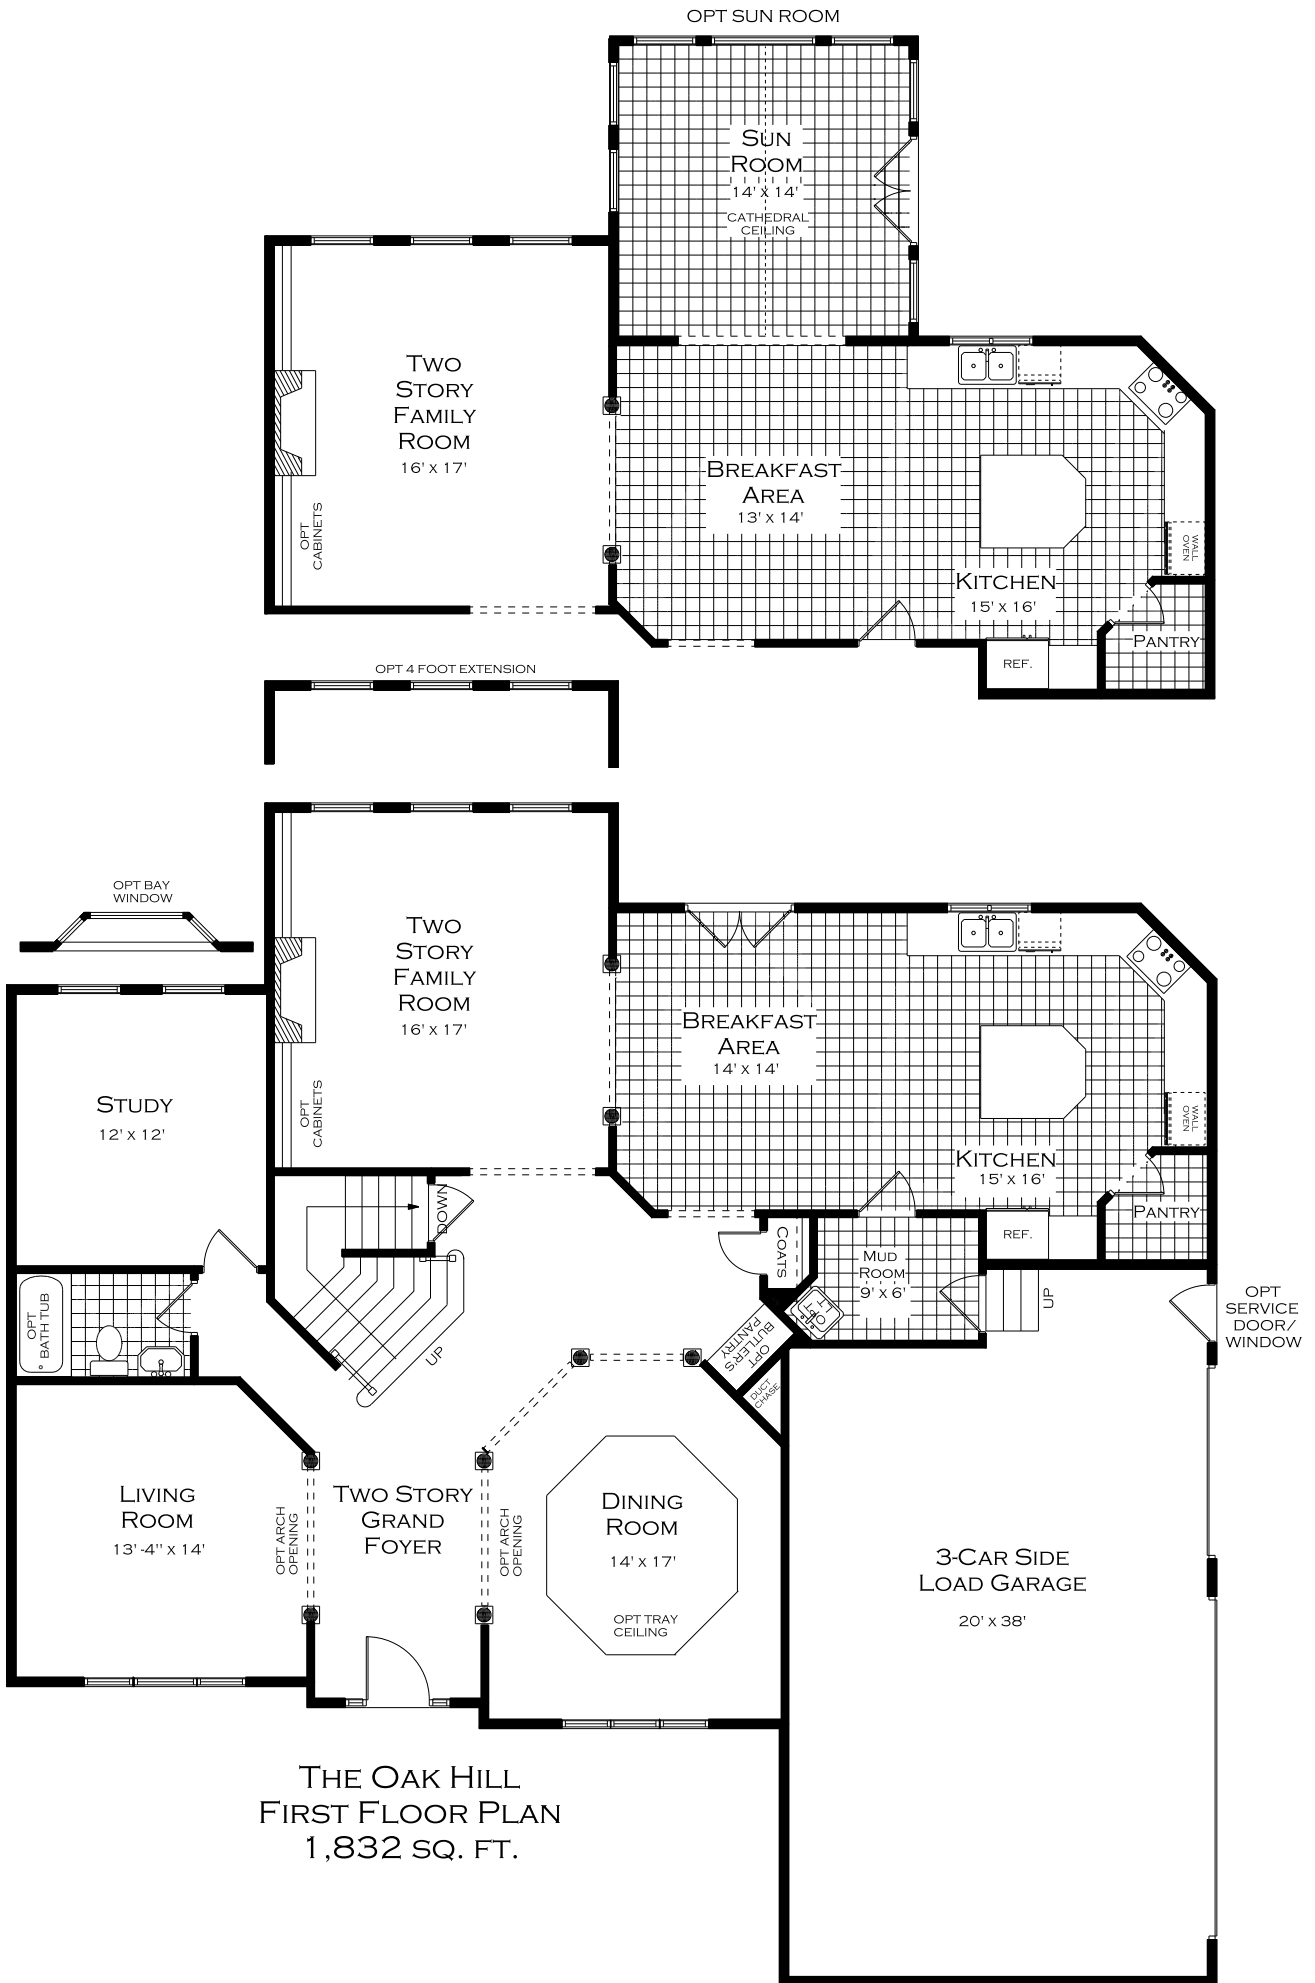 OPT SUN ROOM
SUN
ROOM
14' X 14'
CATHEDRAL
CEILING
TWO
STORY
FAMILY
ROOM
16' X 17'
OPT
CABINETS
BREAKFAST
AREA
13' X 14'
WALL
OVEN
KITCHEN
15' X 16'
PANTRY
REF.
OPT 4 FOOT EXTENSION
OPT BAY
WINDOW
TWO
STORY
FAMILY
ROOM
16' X 17'
OPT
CABINETS
BREAKFAST
AREA
14' X 14'
STUDY
12' X 12'
WALL
OVEN
KITCHEN
15' X 16'
PANTRY
REF.
DOWN
COATS
MUD
ROOM
9' X 6'
OPT
L.T.
UP
OPT
SERVICE
DOOR/
WINDOW
OPT
BATH TUB
UP
OPT
BUTLER'S
PANTRY
DUCT
CHASE
LIVING
ROOM
13' -4" X 14'
OPT ARCH
OPENING
TWO STORY
GRAND
FOYER
OPT ARCH
OPENING
DINING
ROOM
14' X 17'
OPT TRAY
CEILING
3-CAR SIDE
LOAD GARAGE
20' X 38'
THE OAK HILL
FIRST FLOOR PLAN
1,832 SQ. FT.